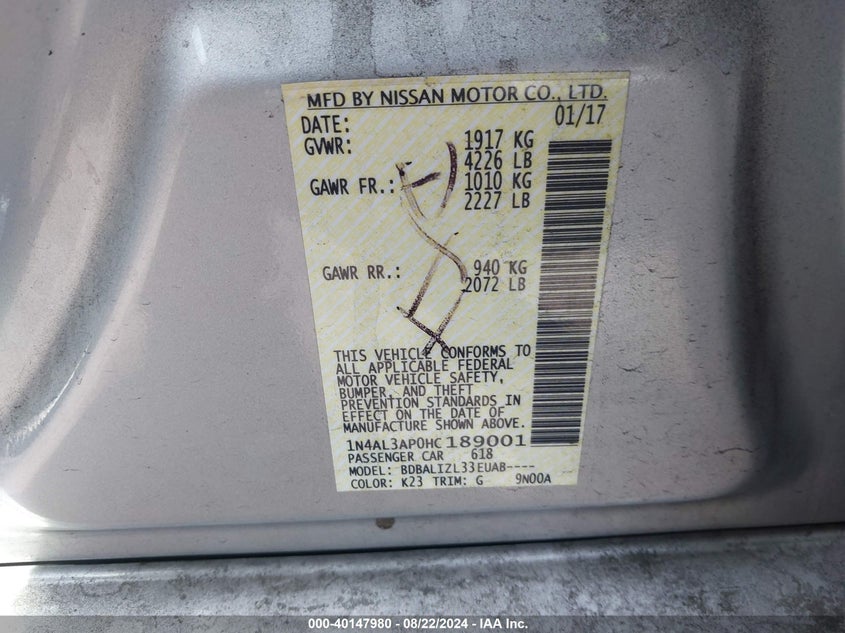 MFD BY NISSAN MOTOR CO., LTD.
DATE: 01/17
GVWR: 1917 KG
4226 LB
GAWR FR.: 1010 KG
2227 LB
GAWR RR.: 940 KG
2072 LB
THIS VEHICLE CONFORMS TO
ALL APPLICABLE FEDERAL
MOTOR VEHICLE SAFETY,
BUMPER, AND THEFT
PREVENTION STANDARDS IN
EFFECT ON THE DATE OF
MANUFACTURE SHOWN ABOVE.
1N4AL3AP0HC189001
PASSENGER CAR 618
MODEL: BDBALIZL33EUAB----
COLOR: K23 TRIM: G 9N00A
000-40147980 - 08/22/2024 - IAA Inc.